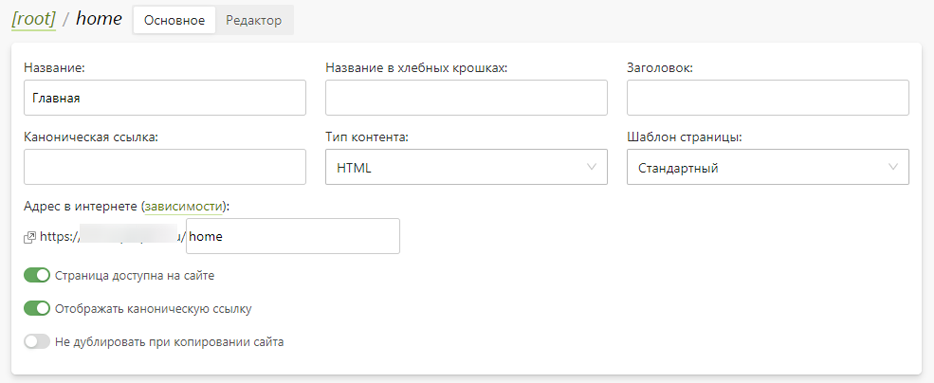 [root] / home Основное Редактор
Название: Название в хлебных крошках: Заголовок:
Главная
Каноническая ссылка: Тип контента: Шаблон страницы:
HTML Стандартный
Адрес в интернете (зависимости):
https:// /home
Страница доступна на сайте
Отображать каноническую ссылку
Не дублировать при копировании сайта